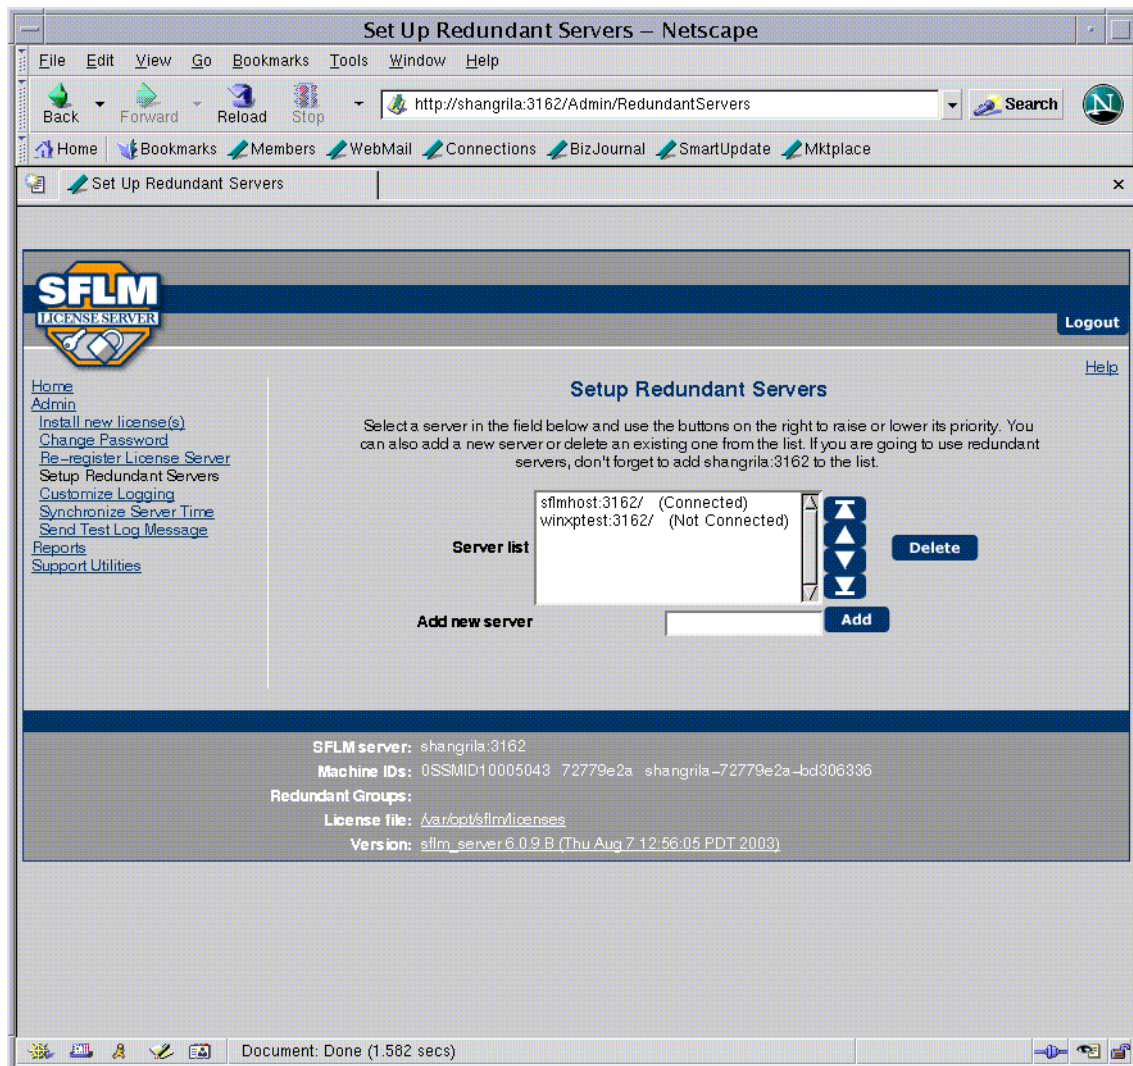 Set Up Redundant Servers – Netscape
File Edit View Go Bookmarks Tools Window Help
Back Forward Reload Stop http://shangrila:3162/Admin/RedundantServers Search N
Home Bookmarks Members WebMail Connections BizJournal SmartUpdate Mktplace
Set Up Redundant Servers
SFLM
LICENSE SERVER
Logout
Help
Home
Admin
Install new license(s)
Change Password
Re-register License Server
Setup Redundant Servers
Customize Logging
Synchronize Server Time
Send Test Log Message
Reports
Support Utilities
Setup Redundant Servers
Select a server in the field below and use the buttons on the right to raise or lower its priority. You
can also add a new server or delete an existing one from the list. If you are going to use redundant
servers, don't forget to add shangrila:3162 to the list.
Server list
sflmhost:3162/ (Connected)
winxptest:3162/ (Not Connected)
Delete
Add new server
Add
SFLM server: shangrila:3162
Machine IDs: 0SSMID10005043 72779e2a shangrila-72779e2a-bd306336
Redundant Groups:
License file: /var/opt/sflm/licenses
Version: sflm_server 6.0.9.B (Thu Aug 7 12:56:05 PDT 2003)
Document: Done (1.582 secs)